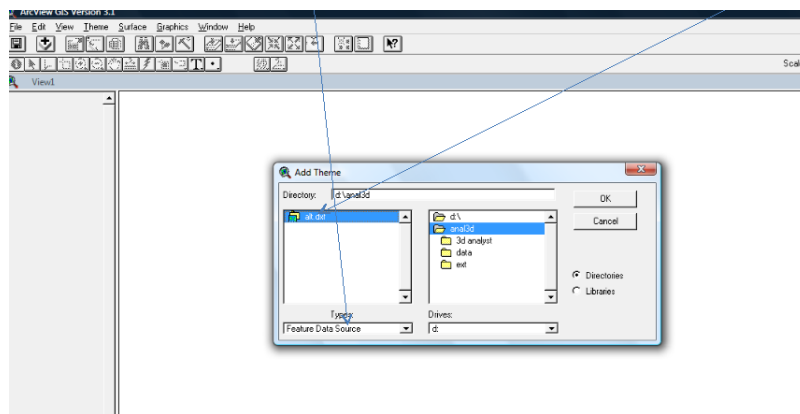 ArcView GIS Version 3.1
File Edit View Theme Surface Graphics Window Help
Scale
View1
Add Theme
Directory: d:\anal3d
OK
alt.dxf
d:\
Cancel
anal3d
3d analyst
data
ext
Directories
Libraries
Types: Drives:
Feature Data Source d: